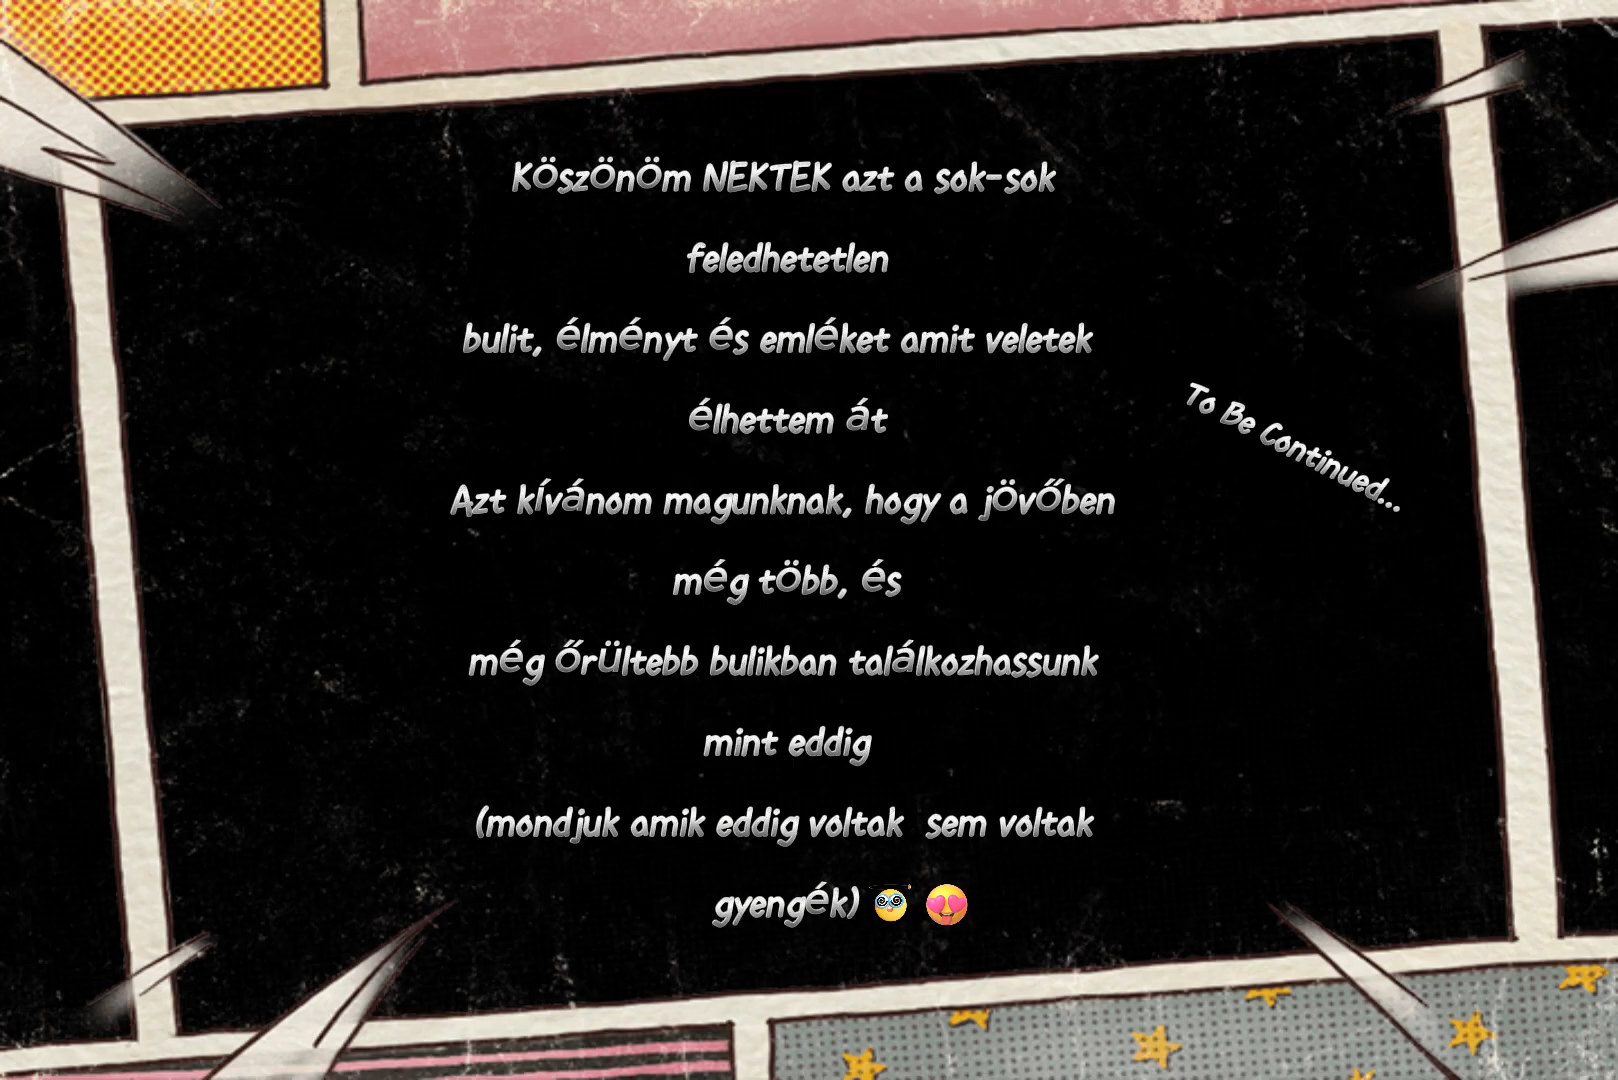 Köszönöm NEKTEK azt a sok-sok
feledhetetlen
bulit, élményt és emléket amit veletek
élhettem át
Azt kívánom magunknak, hogy a jövőben
még több, és
még őrültebb bulikban találkozhassunk
mint eddig
(mondjuk amik eddig voltak  sem voltak
gyengék)
To Be Continued...